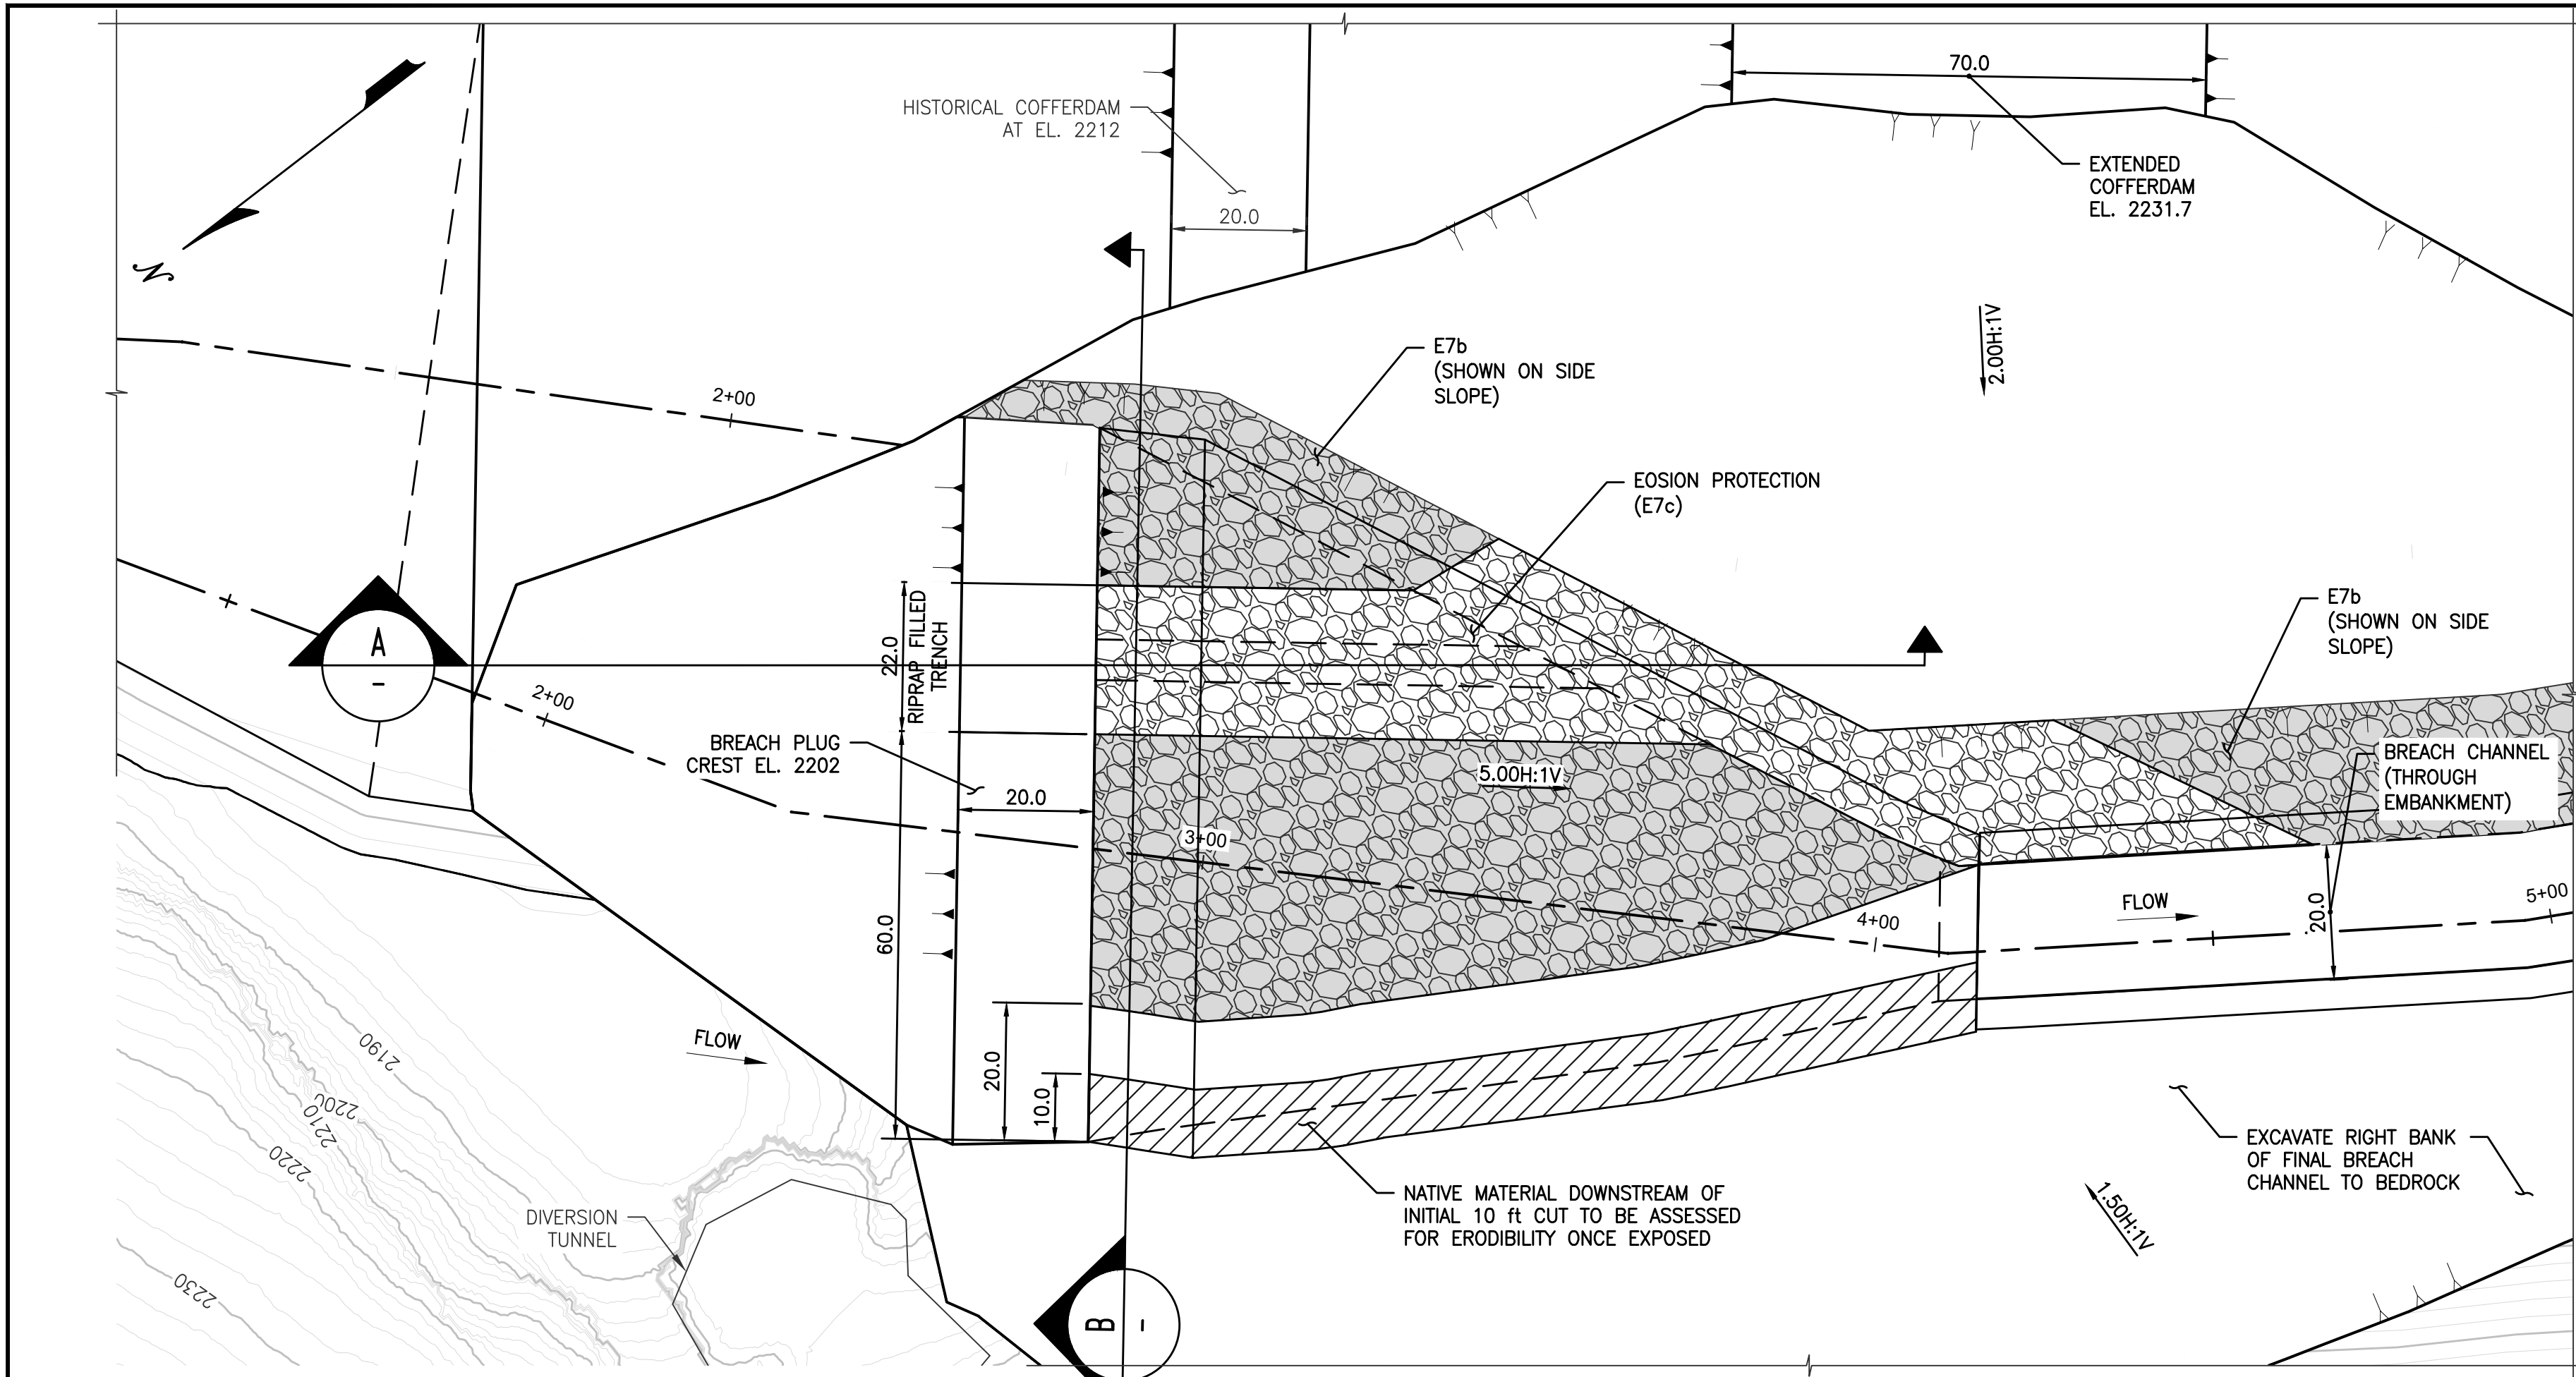 70.0
HISTORICAL COFFERDAM
AT EL. 2212
EXTENDED
COFFERDAM
EL. 2231.7
20.0
N
2.00H:1V
E7b
(SHOWN ON SIDE
SLOPE)
2+00
EOSION PROTECTION
(E7c)
E7b
(SHOWN ON SIDE
SLOPE)
A
-
22.0
RIPRAP FILLED
TRENCH
2+00
BREACH PLUG
CREST EL. 2202
5.00H:1V
BREACH CHANNEL
(THROUGH
EMBANKMENT)
20.0
3+00
60.0
4+00
FLOW
20.0
5+00
FLOW
20.0
10.0
2190
2200
2210
2220
2230
EXCAVATE RIGHT BANK
OF FINAL BREACH
CHANNEL TO BEDROCK
NATIVE MATERIAL DOWNSTREAM OF
INITIAL 10 ft CUT TO BE ASSESSED
FOR ERODIBILITY ONCE EXPOSED
1.50H:1V
DIVERSION
TUNNEL
B
-